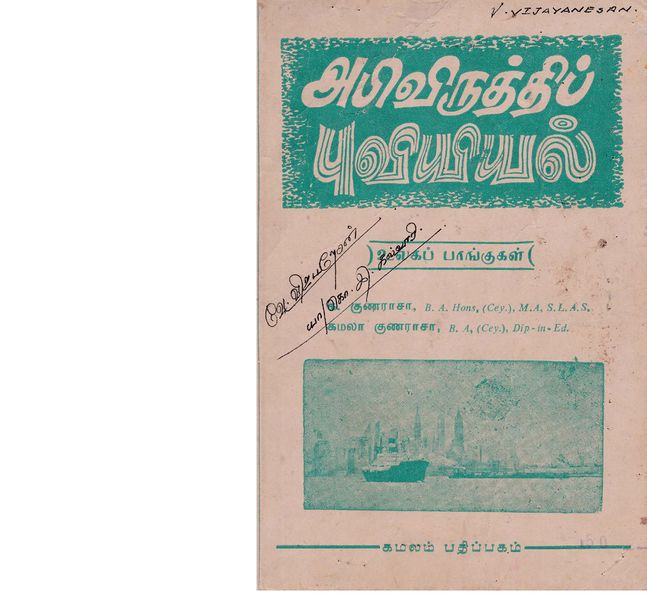 V. VIJAYANESAN.
அபிவிருத்திப்
புவியியல்
உலகப் பாங்குகள்
க. குணராசா, B. A. Hons, (Cey.), M.A, S.L.A.S,
கமலா குணராசா, B. A, (Cey.), Dip-in-Ed.
கமலம் பதிப்பகம்